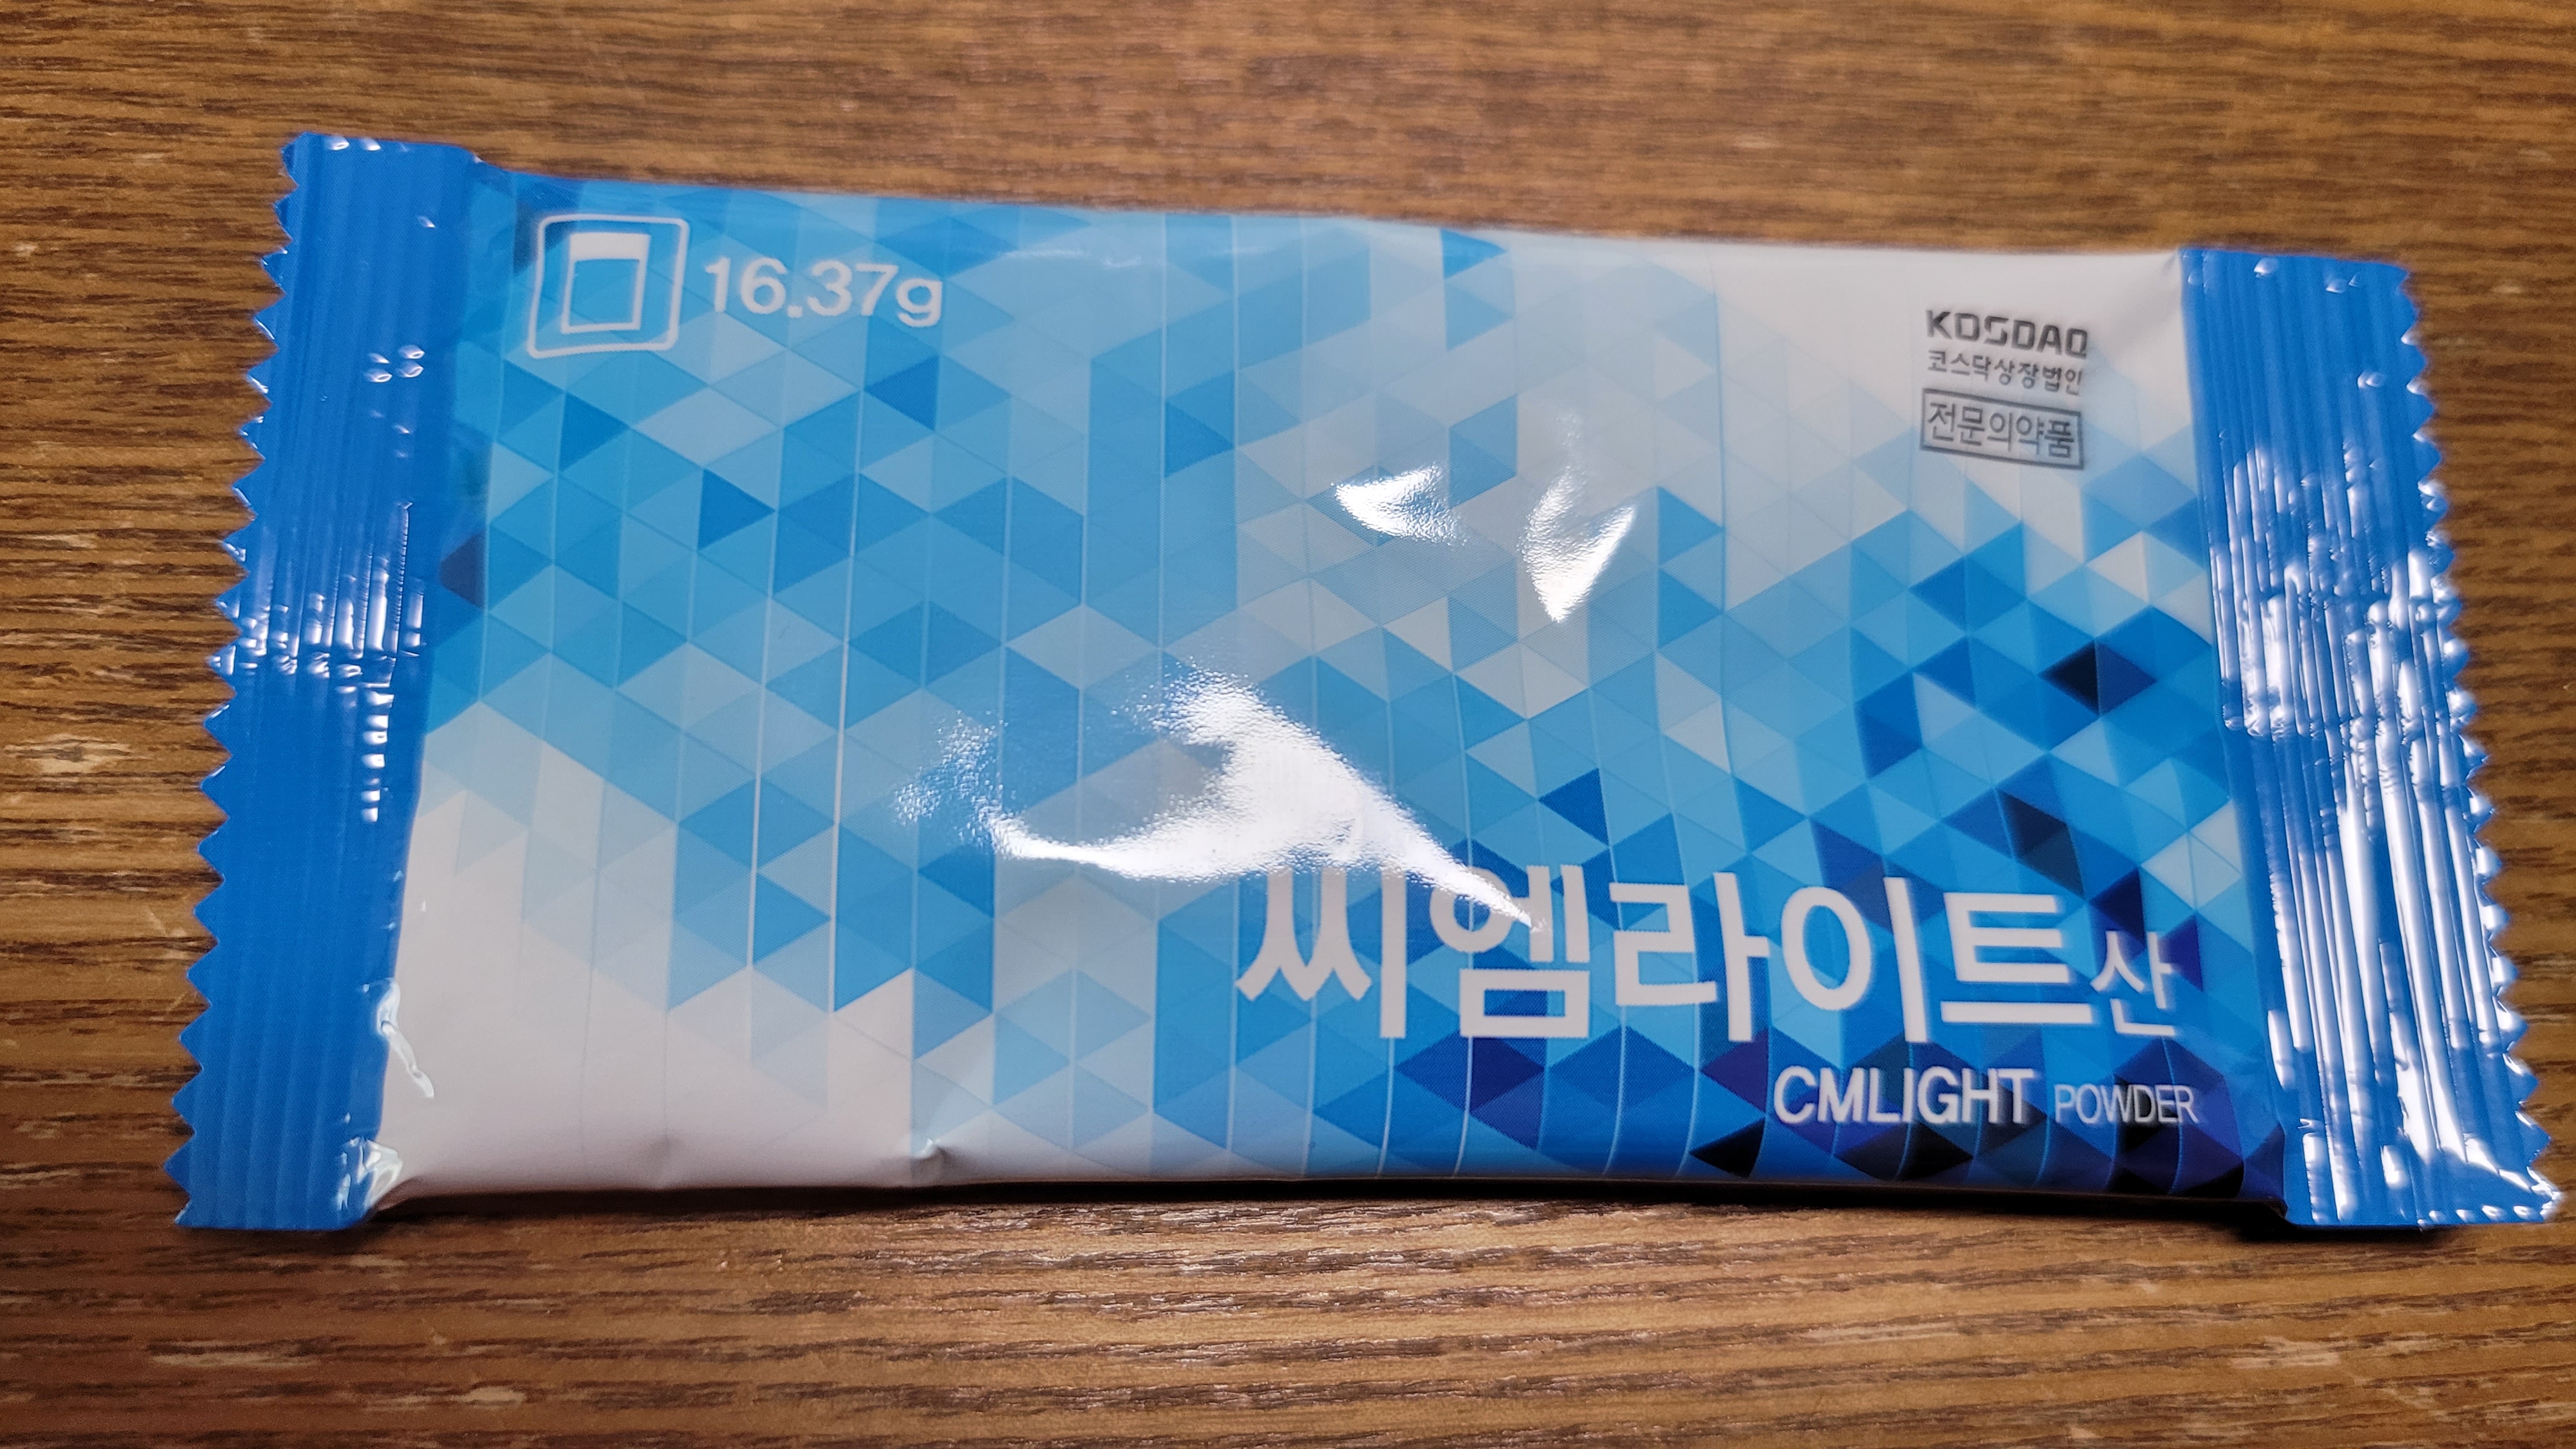 16.37g
KOSDAQ
코스닥상장법인
전문의약품
씨엠라이트산
CMLIGHT POWDER